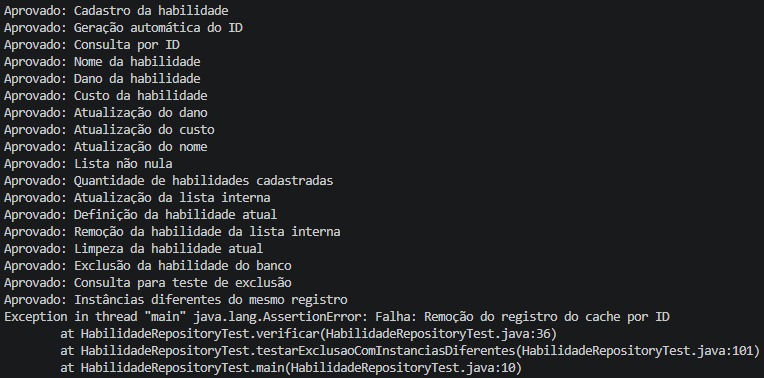 Aprovado: Cadastro da habilidade
Aprovado: Geração automática do ID
Aprovado: Consulta por ID
Aprovado: Nome da habilidade
Aprovado: Dano da habilidade
Aprovado: Custo da habilidade
Aprovado: Atualização do dano
Aprovado: Atualização do custo
Aprovado: Atualização do nome
Aprovado: Lista não nula
Aprovado: Quantidade de habilidades cadastradas
Aprovado: Atualização da lista interna
Aprovado: Definição da habilidade atual
Aprovado: Remoção da habilidade da lista interna
Aprovado: Limpeza da habilidade atual
Aprovado: Exclusão da habilidade do banco
Aprovado: Consulta para teste de exclusão
Aprovado: Instâncias diferentes do mesmo registro
Exception in thread "main" java.lang.AssertionError: Falha: Remoção do registro do cache por ID
at HabilidadeRepositoryTest.verificar(HabilidadeRepositoryTest.java:36)
at HabilidadeRepositoryTest.testarExclusaoComInstanciasDiferentes(HabilidadeRepositoryTest.java:101)
at HabilidadeRepositoryTest.main(HabilidadeRepositoryTest.java:10)